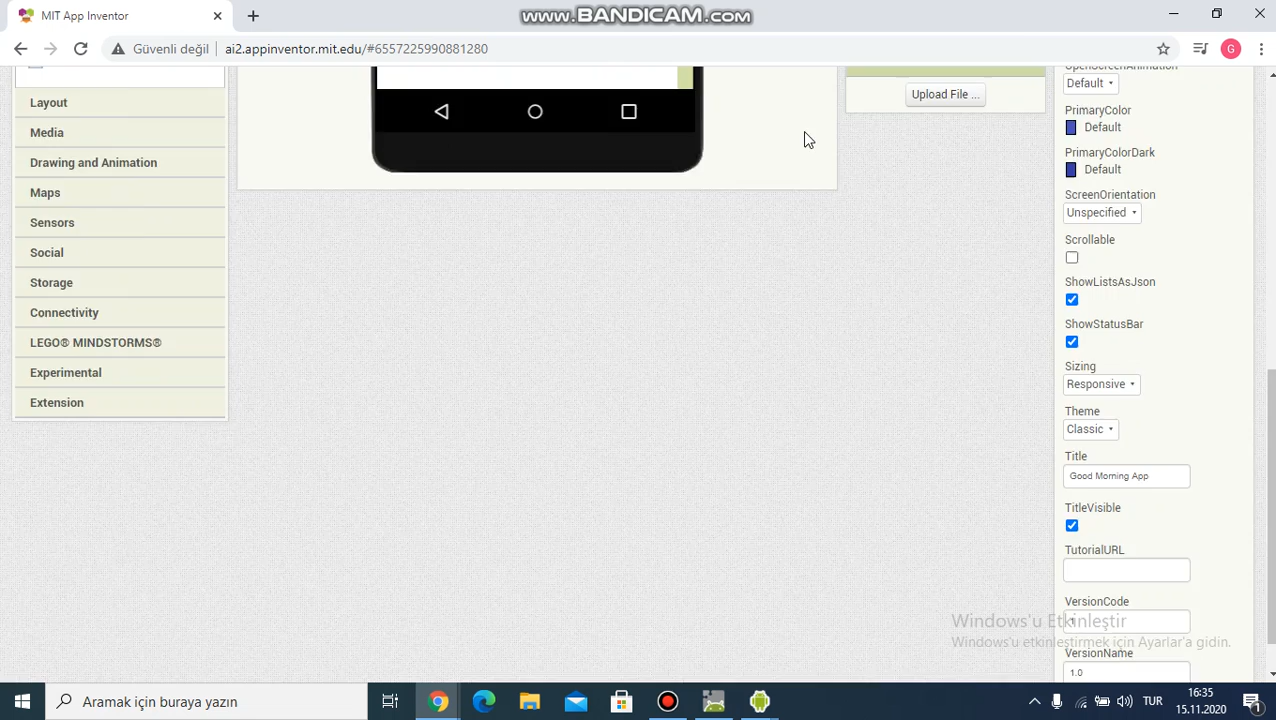 MIT App Inventor
www.BANDICAM.com
Güvenli değil
ai2.appinventor.mit.edu/#6557225990881280
G
Layout
Media
Drawing and Animation
Maps
Sensors
Social
Storage
Connectivity
LEGO® MINDSTORMS®
Experimental
Extension
Upload File ...
OpenScreenAnimation
Default
PrimaryColor
Default
PrimaryColorDark
Default
ScreenOrientation
Unspecified
Scrollable
ShowListsAsJson
ShowStatusBar
Sizing
Responsive
Theme
Classic
Title
Good Morning App
TitleVisible
TutorialURL
VersionCode
1
VersionName
1.0
Windows'u Etkinleştir
Windows'u etkinleştirmek için Ayarlar'a gidin.
Aramak için buraya yazın
TUR
16:35
15.11.2020
1